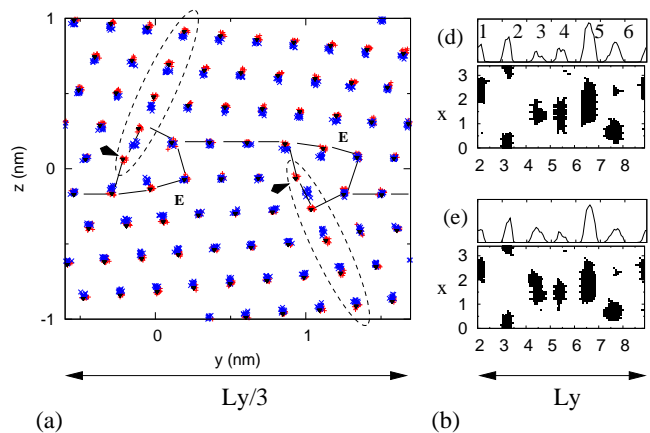 (d)
1 2 3 4 5 6
3
2
x
1
0
2 3 4 5 6 7 8
(e)
3
2
x
1
0
2 3 4 5 6 7 8
Ly
(b)
1
z (nm)
0
-1
E
E
0 1
y (nm)
Ly/3
(a)